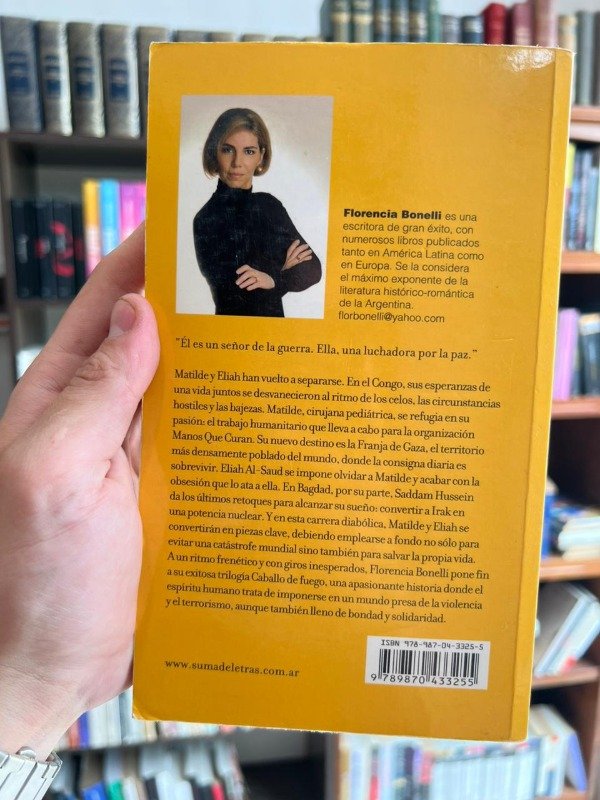 Florencia Bonelli es una
escritora de gran éxito, con
numerosos libros publicados
tanto en América Latina como
en Europa. Se la considera
el máximo exponente de la
literatura histórico-romántica
de la Argentina.
florbonelli@yahoo.com
"Él es un señor de la guerra. Ella, una luchadora por la paz."
Matilde y Eliah han vuelto a separarse. En el Congo, sus esperanzas de
una vida juntos se desvanecieron al ritmo de los celos, las circunstancias
hostiles y las bajezas. Matilde, cirujana pediátrica, se refugia en su
pasión: el trabajo humanitario que lleva a cabo para la organización
Manos Que Curan. Su nuevo destino es la Franja de Gaza, el territorio
más densamente poblado del mundo, donde la consigna diaria es
sobrevivir. Eliah Al-Saud se impone olvidar a Matilde y acabar con la
obsesión que lo ata a ella. En Bagdad, por su parte, Saddam Hussein
da los últimos retoques para alcanzar su sueño: convertir a Irak en
una potencia nuclear. Y en esta carrera diabólica, Matilde y Eliah se
convertirán en piezas clave, debiendo emplearse a fondo no sólo para
evitar una catástrofe mundial sino también para salvar la propia vida.
A un ritmo frenético y con giros inesperados, Florencia Bonelli pone fin
a su exitosa trilogía Caballo de fuego, una apasionante historia donde el
espíritu humano trata de imponerse en un mundo presa de la violencia
y el terrorismo, aunque también lleno de bondad y solidaridad.
www.sumadeletras.com.ar
ISBN 978-987-04-3325-5
9789870433255